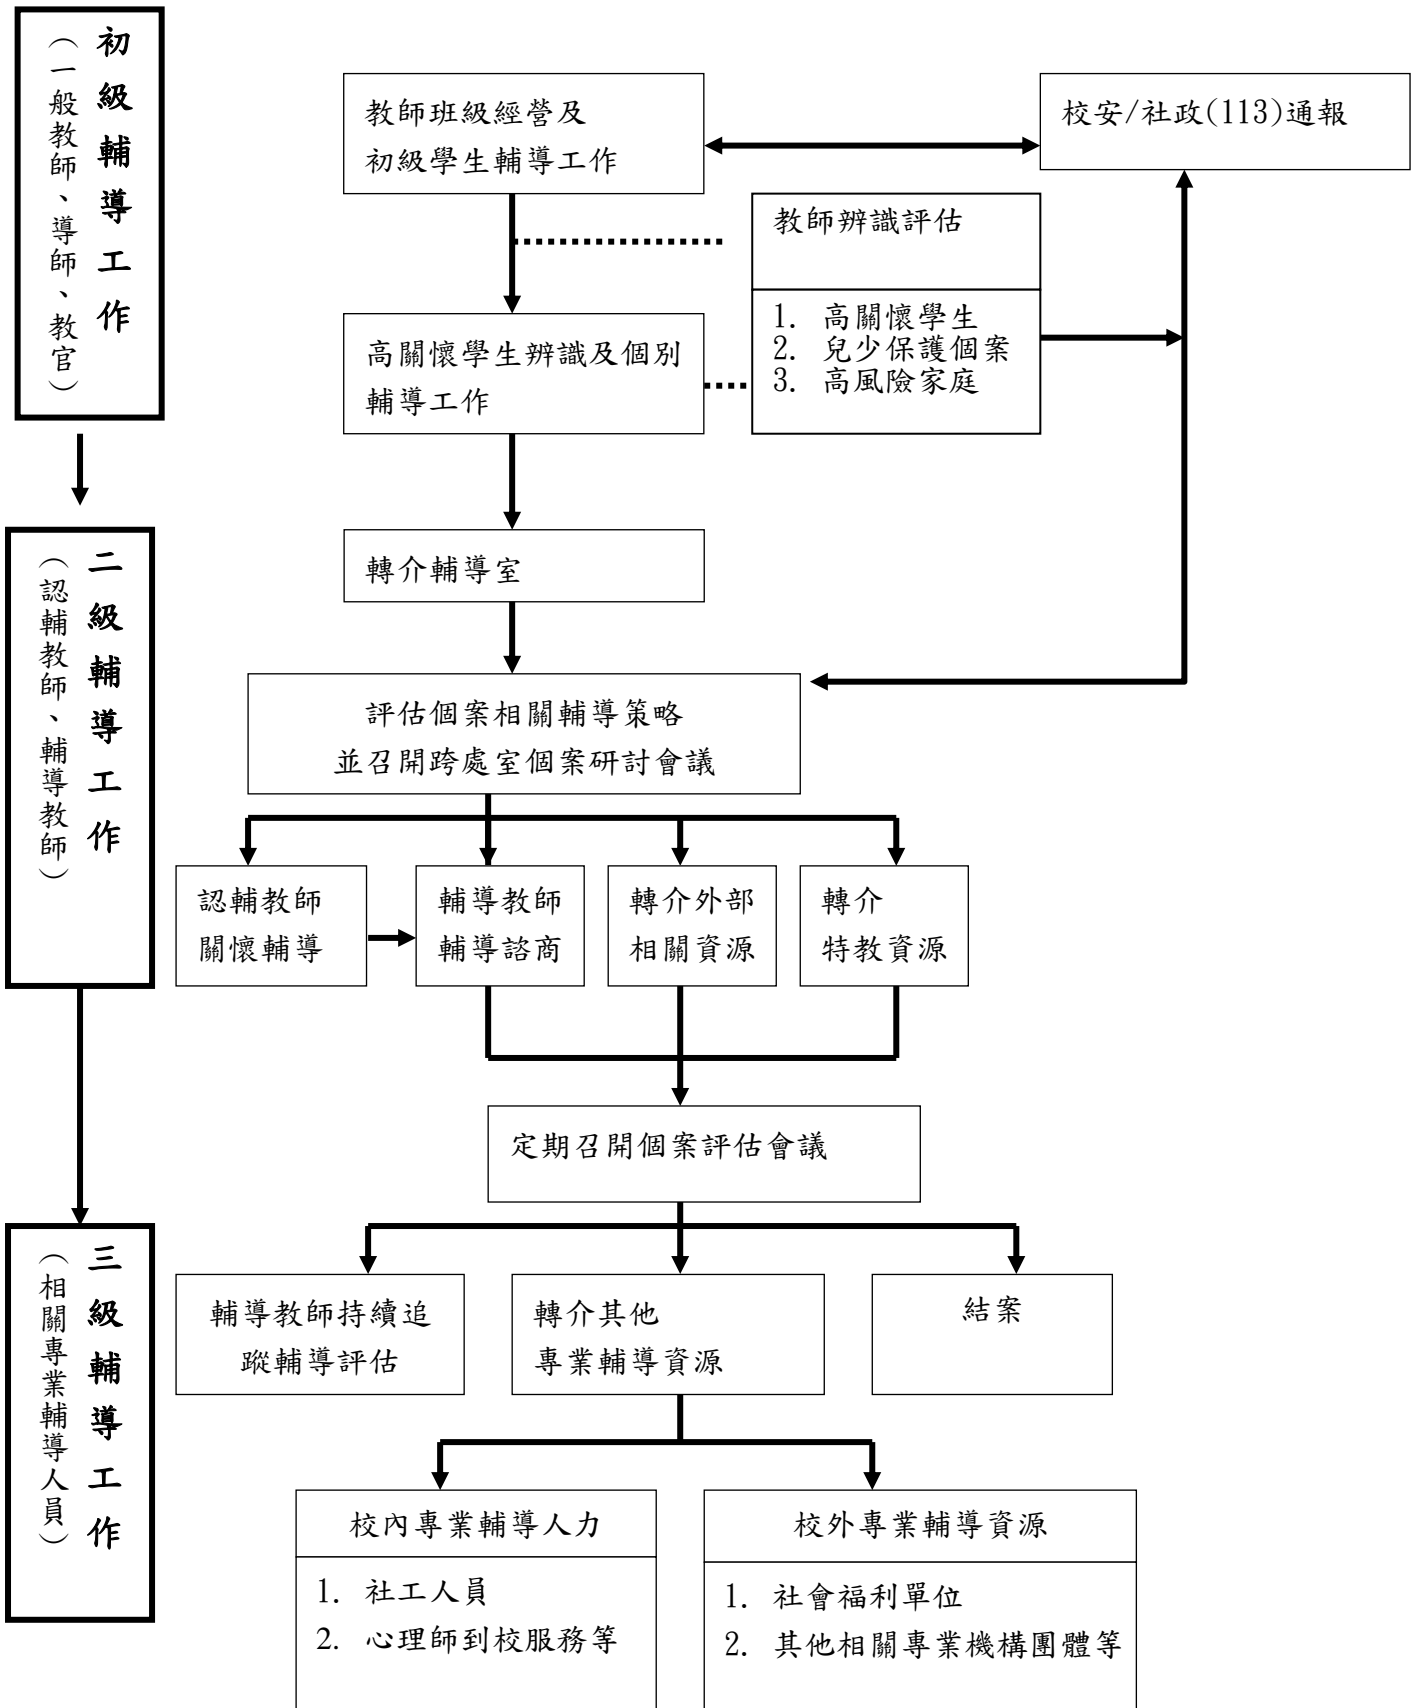 初級輔導工作
（一般教師、導師、教官）
教師班級經營及
初級學生輔導工作
校安/社政(113)通報
教師辨識評估
1. 高關懷學生
2. 兒少保護個案
3. 高風險家庭
高關懷學生辨識及個別
輔導工作
二級輔導工作
（認輔教師、輔導教師）
轉介輔導室
評估個案相關輔導策略
並召開跨處室個案研討會議
認輔教師
關懷輔導
輔導教師
輔導諮商
轉介外部
相關資源
轉介
特教資源
定期召開個案評估會議
三級輔導工作
（相關專業輔導人員）
輔導教師持續追
蹤輔導評估
轉介其他
專業輔導資源
結案
校內專業輔導人力
1. 社工人員
2. 心理師到校服務等
校外專業輔導資源
1. 社會福利單位
2. 其他相關專業機構團體等